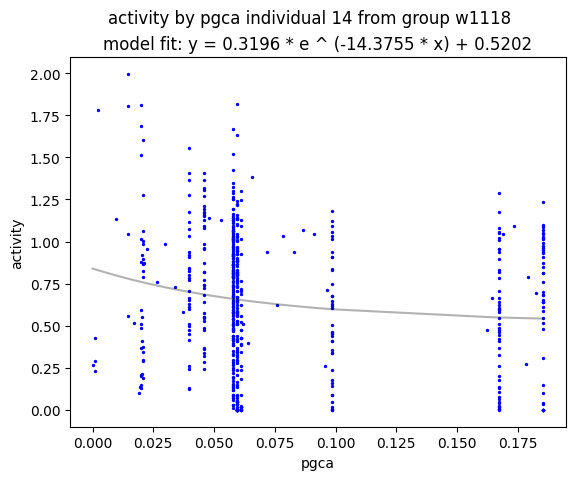 activity by pgca individual 14 from group w1118
model fit: y = 0.3196 * e ^ (-14.3755 * x) + 0.5202
2.00
1.75
1.50
1.25
1.00
0.75
0.50
0.25
0.00
activity
0.000 0.025 0.050 0.075 0.100 0.125 0.150 0.175
pgca